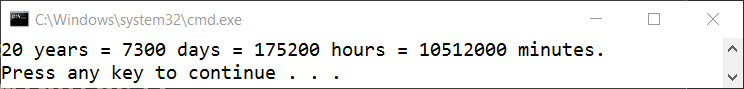 C:\Windows\system32\cmd.exe
20 years = 7300 days = 175200 hours = 10512000 minutes.
Press any key to continue . . .